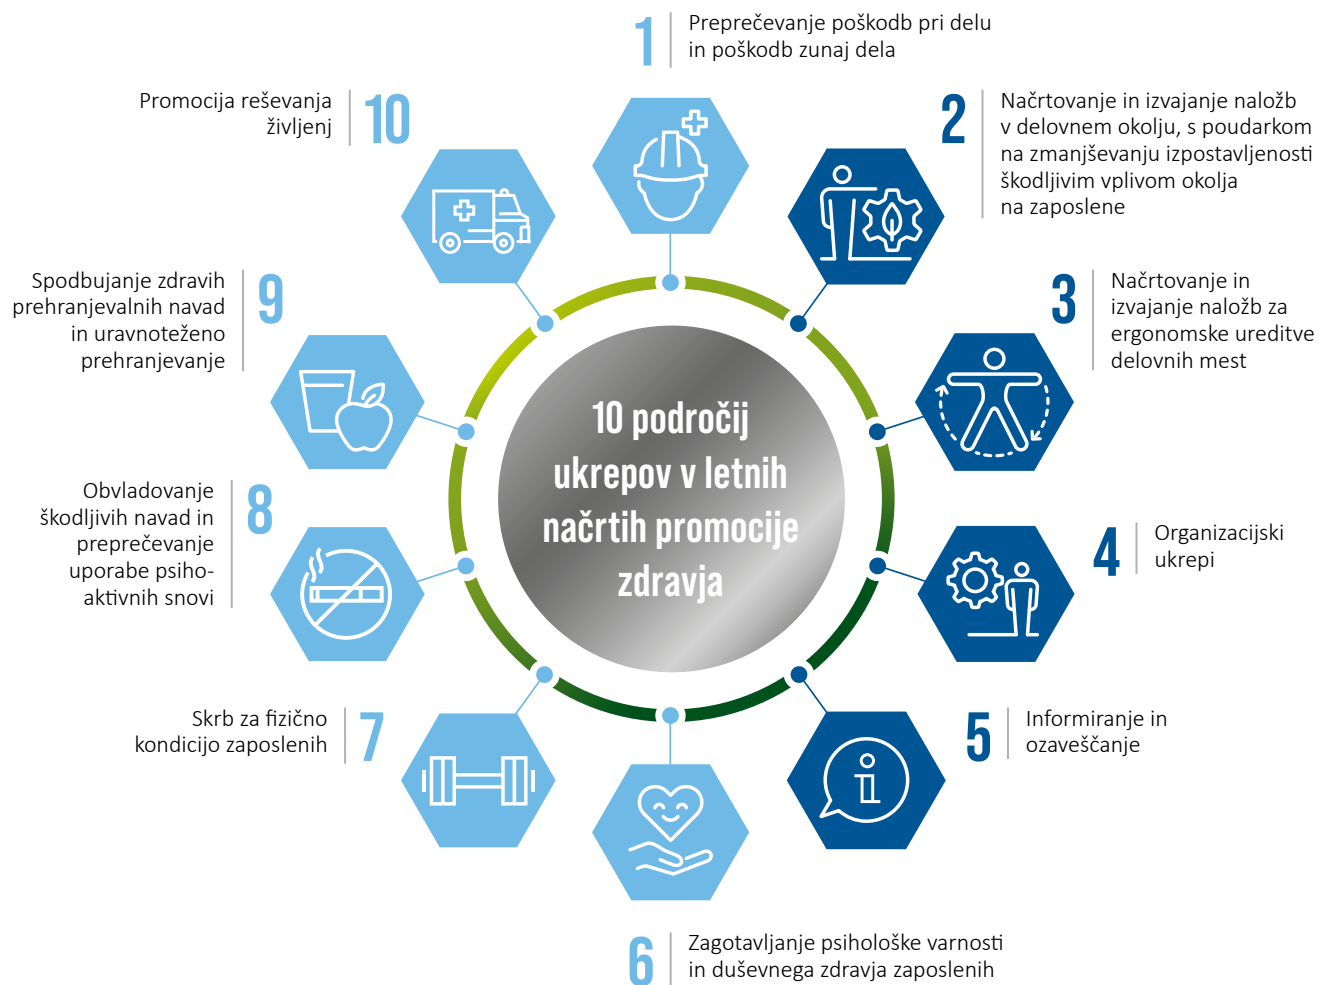 10 področij
ukrepov v letnih
načrtih promocije
zdravja
1
Preprečevanje poškodb pri delu
in poškodb zunaj dela
2
Načrtovanje in izvajanje naložb
v delovnem okolju, s poudarkom
na zmanjševanju izpostavljenosti
škodljivim vplivom okolja
na zaposlene
3
Načrtovanje in
izvajanje naložb za
ergonomske ureditve
delovnih mest
4
Organizacijski
ukrepi
5
Informiranje in
ozaveščanje
6
Zagotavljanje psihološke varnosti
in duševnega zdravja zaposlenih
7
Skrb za fizično
kondicijo zaposlenih
8
Obvladovanje
škodljivih navad in
preprečevanje
uporabe psiho-
aktivnih snovi
9
Spodbujanje zdravih
prehranjevalnih navad
in uravnoteženo
prehranjevanje
10
Promocija reševanja
življenj